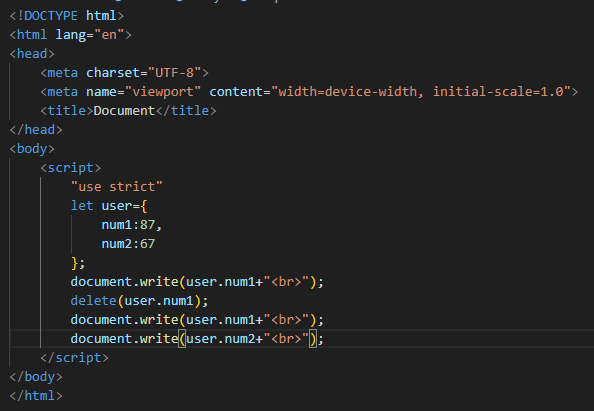 <!DOCTYPE html>
<html lang="en">
<head>
    <meta charset="UTF-8">
    <meta name="viewport" content="width=device-width, initial-scale=1.0">
    <title>Document</title>
</head>
<body>
    <script>
        "use strict"
        let user={
            num1:87,
            num2:67
        };
        document.write(user.num1+"<br>");
        delete(user.num1);
        document.write(user.num1+"<br>");
        document.write(user.num2+"<br>");
    </script>
</body>
</html>